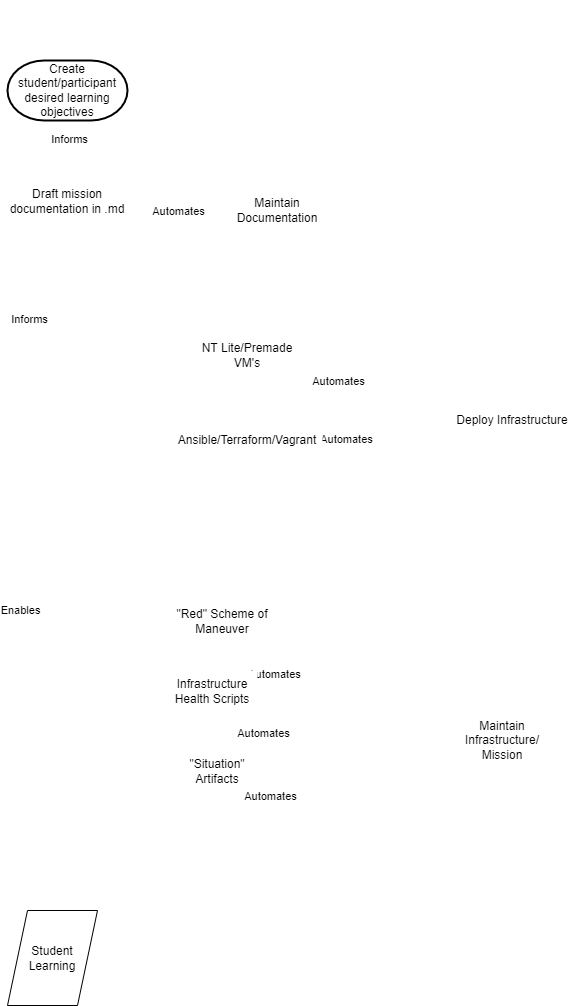 Create
student/participant
desired learning
objectives
Informs
Draft mission
documentation in .md
Automates
Maintain
Documentation
Informs
NT Lite/Premade
VM's
Automates
Deploy Infrastructure
Ansible/Terraform/Vagrant
Automates
Enables
"Red" Scheme of
Maneuver
utomates
Infrastructure
Health Scripts
Automates
Maintain
Infrastructure/
Mission
"Situation"
Artifacts
Automates
Student
Learning